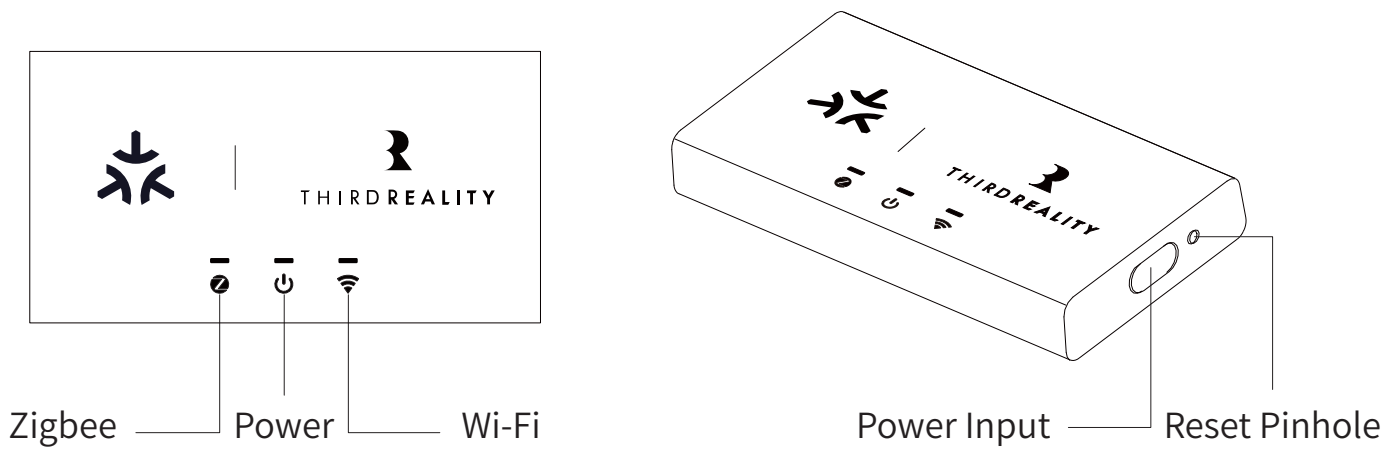 THIRDREALITY
THIRDREALITY
Zigbee
Power
Wi-Fi
Power Input
Reset Pinhole